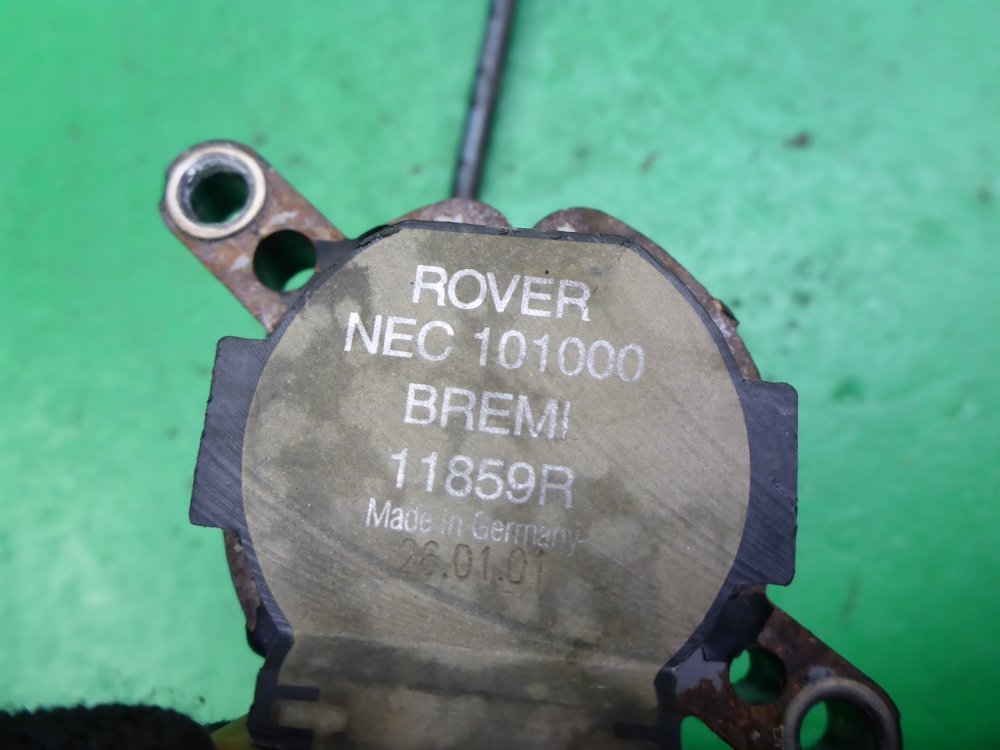 ROVER
NEC 101000
BREMI
11859R
Made in Germany
26.01.01